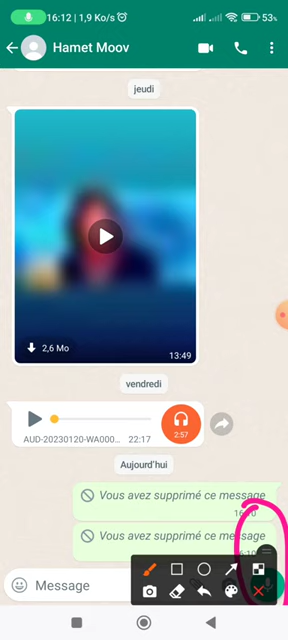 16:12 | 1,9 Ko/s
53%
Hamet Moov
jeudi
2,6 Mo
13:49
vendredi
2:57
AUD-20230120-WA000... 22:17
Aujourd'hui
Vous avez supprimé ce message
Vous avez supprimé ce message
Message